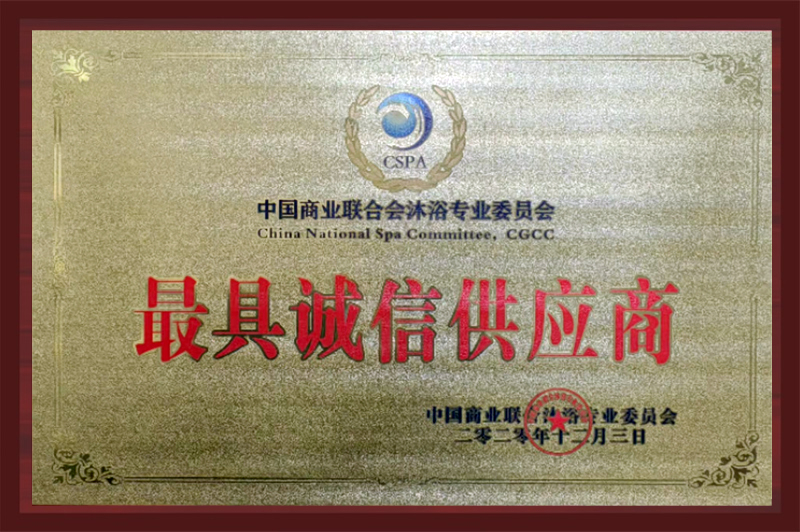 CSPA
中国商业联合会沐浴专业委员会
China National Spa Committee, CGCC
最具诚信供应商
中国商业联合沐浴专业委员会
二零二零年十二月三日